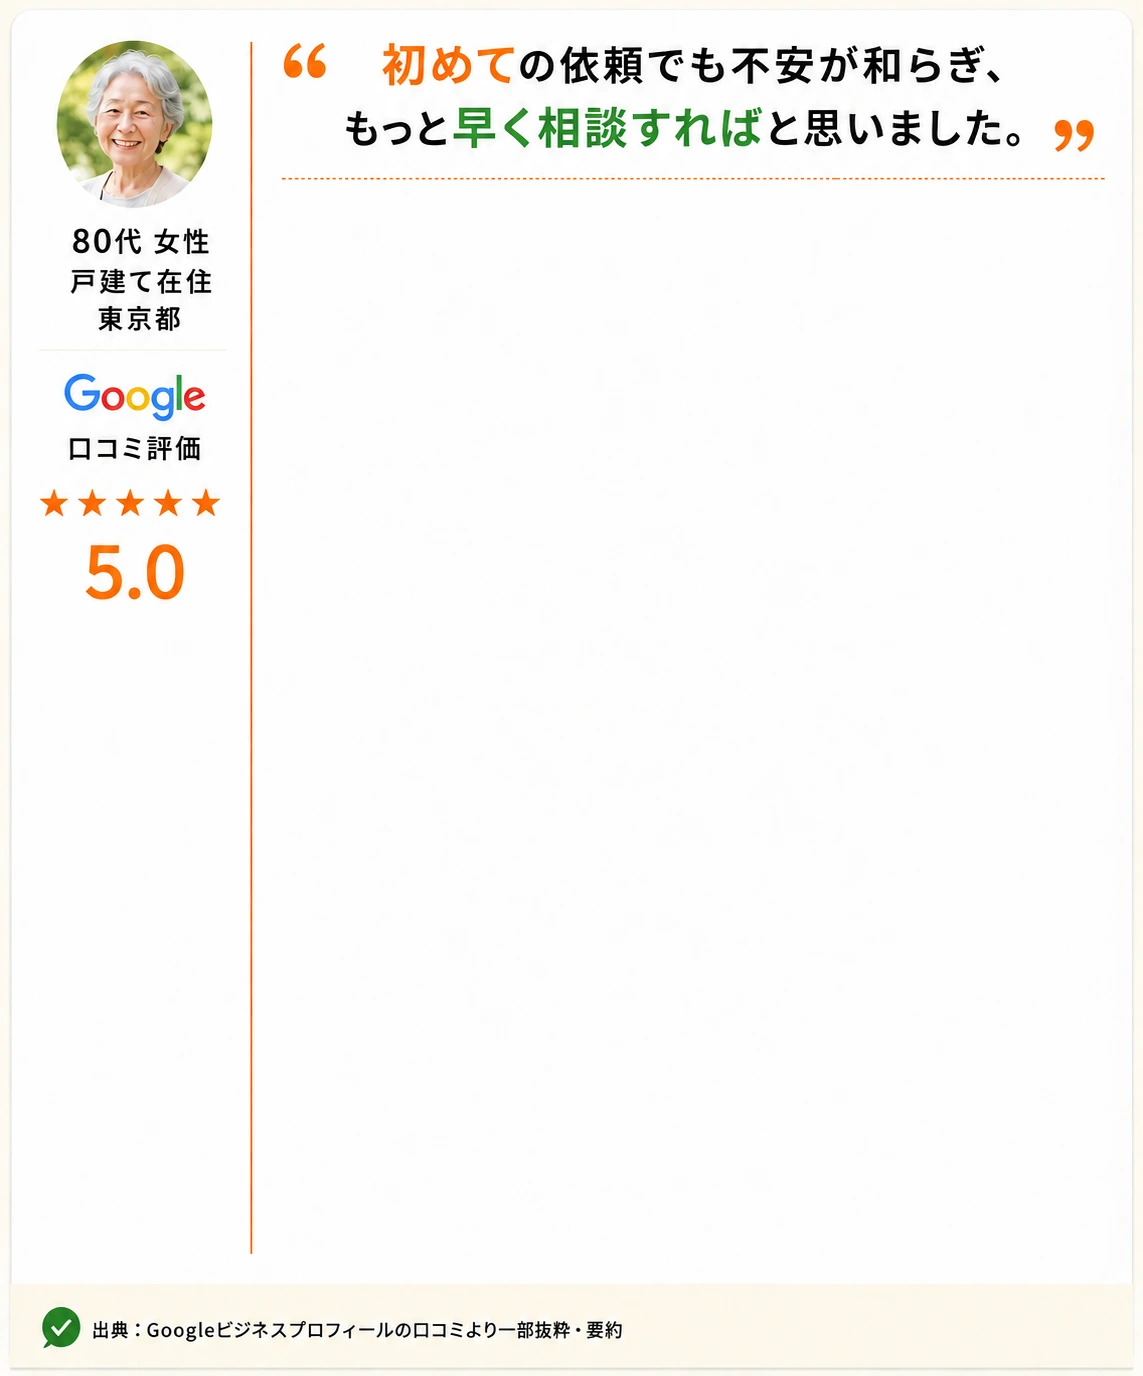 “ 初めての依頼でも不安が和らぎ、
もっと早く相談すればと思いました。 ”
80代 女性
戸建て在住
東京都
Google
口コミ評価
★★★★★
5.0
出典：Googleビジネスプロフィールの口コミより一部抜粋・要約